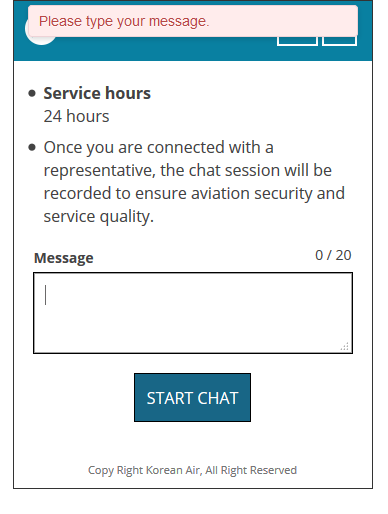 Please type your message.
Service hours
24 hours
Once you are connected with a
representative, the chat session will be
recorded to ensure aviation security and
service quality.
Message 0 / 20
START CHAT
Copy Right Korean Air, All Right Reserved